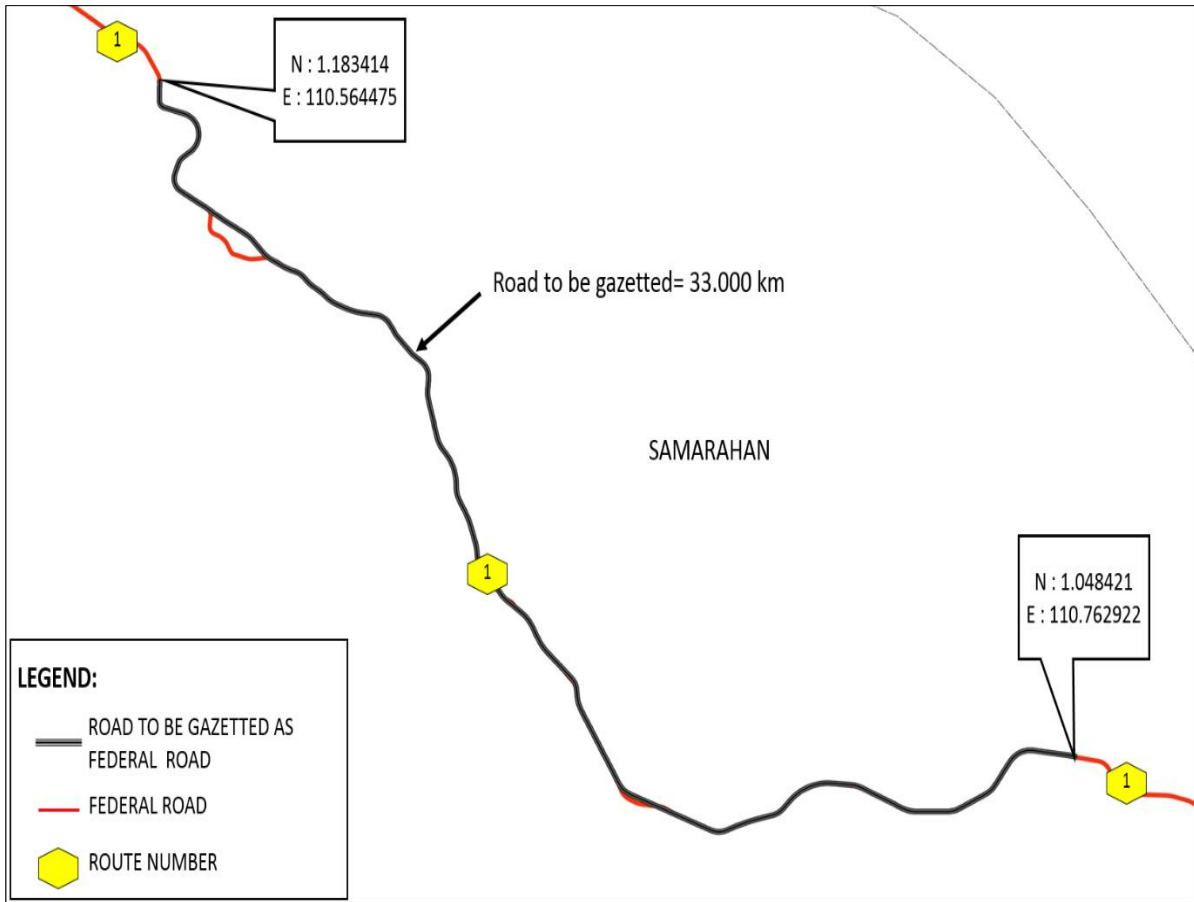 1
N : 1.183414
E : 110.564475
Road to be gazetted= 33.000 km
SAMARAHAN
1
N : 1.048421
E : 110.762922
1
LEGEND:
ROAD TO BE GAZETTED AS
FEDERAL ROAD
FEDERAL ROAD
ROUTE NUMBER